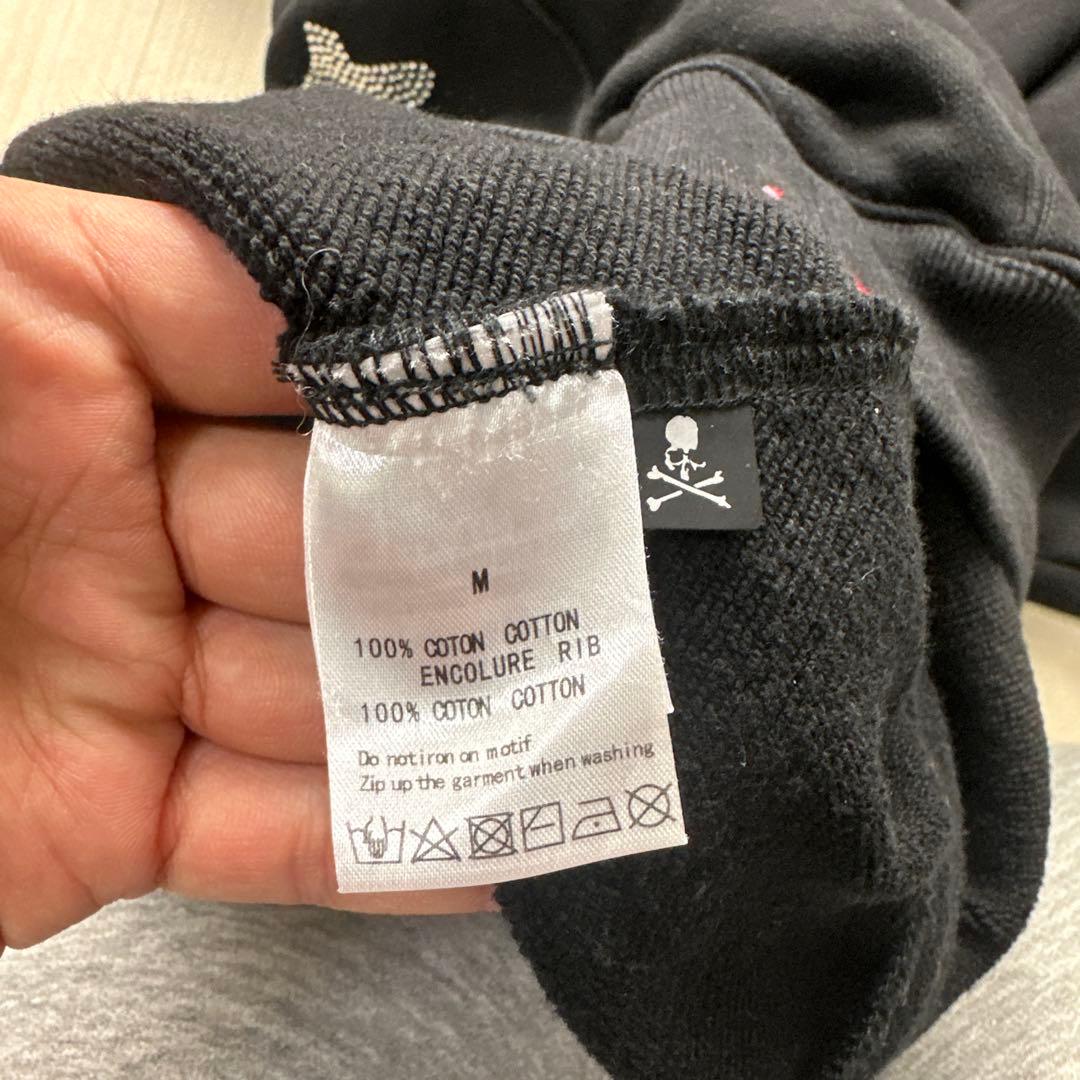 M
100% COTON COTTON
ENCOLURE RIB
100% COTON COTTON
Do notiron on motif
Zip up the garment when washing